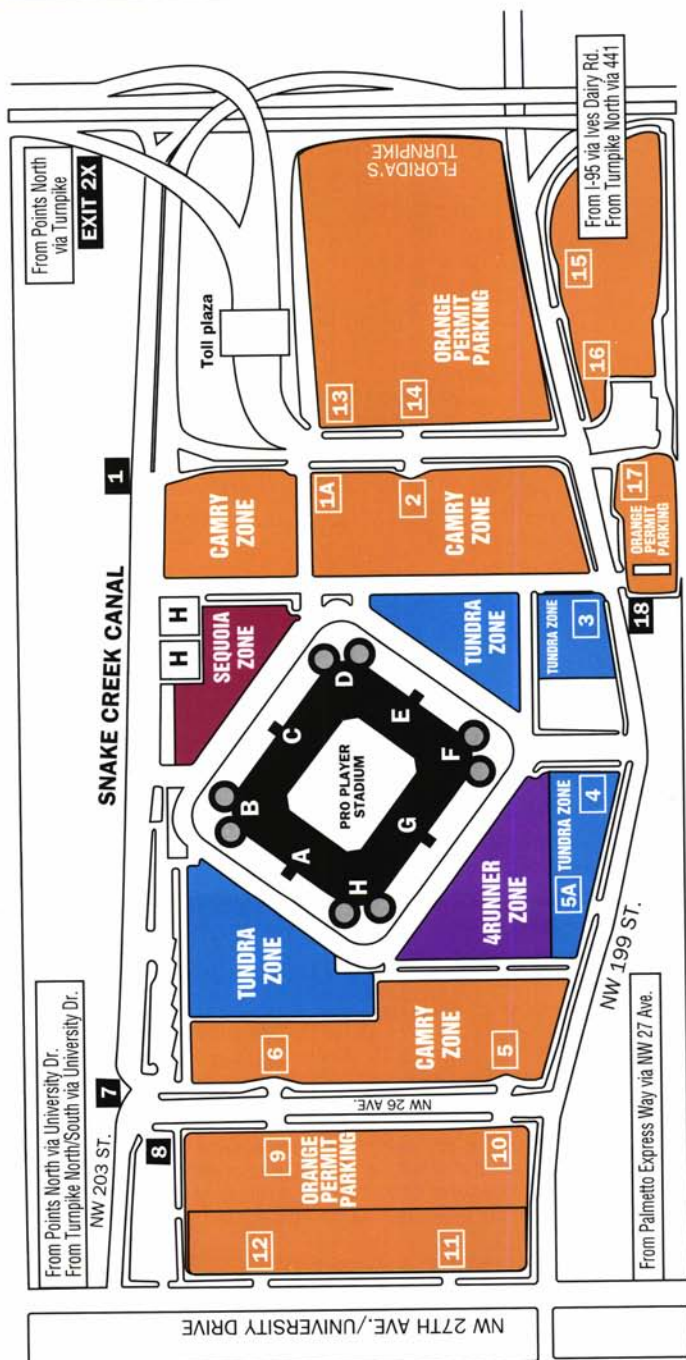 From Points North
via Turnpike
EXIT 2X
From Points North via University Dr.
From Turnpike North/South via University Dr.
NW 203 ST.
7
8
SNAKE CREEK CANAL
1
Toll plaza
FLORIDA'S
TURNPIKE
From I-95 via Ives Dairy Rd.
From Turnpike North via 441
NW 27TH AVE./UNIVERSITY DRIVE
12
11
9
ORANGE
PERMIT
PARKING
10
NW 26 AVE.
6
CAMRY
ZONE
5
TUNDRA
ZONE
4RUNNER
ZONE
5A
TUNDRA ZONE
4
A
B
C
D
E
F
G
H
PRO PLAYER
STADIUM
H
H
SEQUOIA
ZONE
TUNDRA
ZONE
TUNDRA ZONE
3
CAMRY
ZONE
1A
2
CAMRY
ZONE
13
14
ORANGE
PERMIT
PARKING
15
16
17
ORANGE
PERMIT
PARKING
18
NW 199 ST.
From Palmetto Express Way via NW 27 Ave.